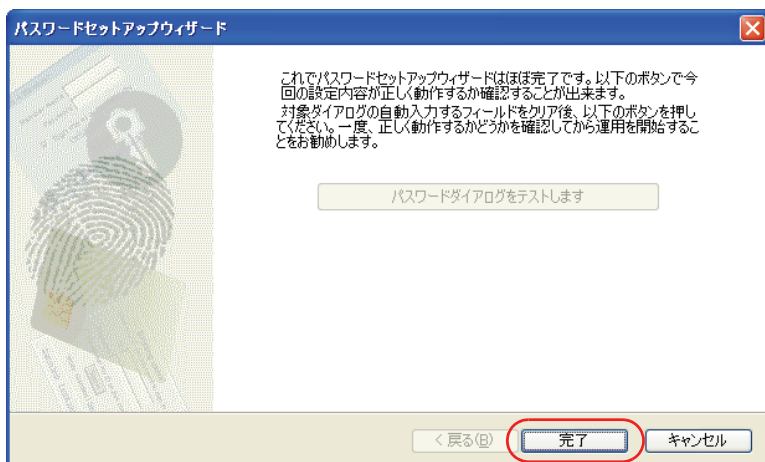 パスワードセットアップウィザード
これでパスワードセットアップウィザードはほぼ完了です。以下のボタンで今
回の設定内容が正しく動作するか確認することが出来ます。
対象ダイアログの自動入力するフィールドをクリア後、以下のボタンを押し
てください。一度、正しく動作するかどうかを確認してから運用を開始するこ
とをお勧めします。
パスワードダイアログをテストします
< 戻る(B)
完了
キャンセル